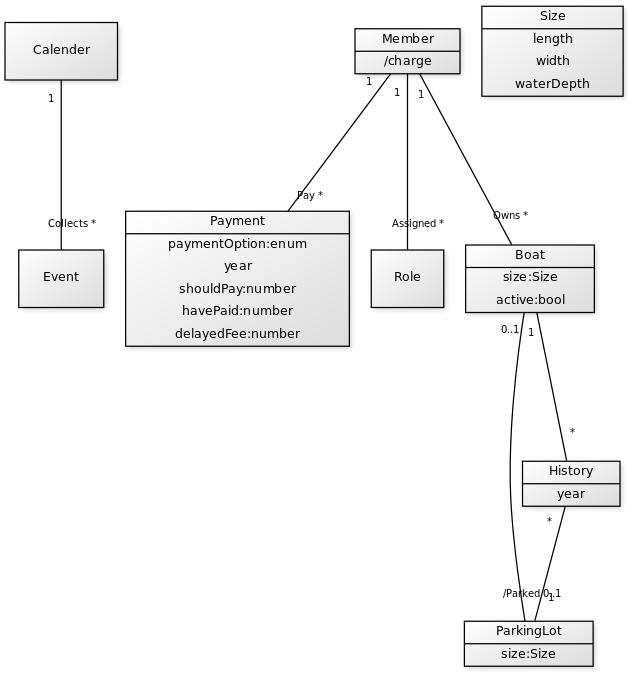 Size
length
width
waterDepth
Member
/charge
Calender
1
1
1
1
Pay *
Owns *
Collects *
Assigned *
Payment
paymentOption:enum
year
shouldPay:number
havePaid:number
delayedFee:number
Event
Role
Boat
size:Size
active:bool
0..1
1
*
History
year
*
/Parked 0..1
1
ParkingLot
size:Size